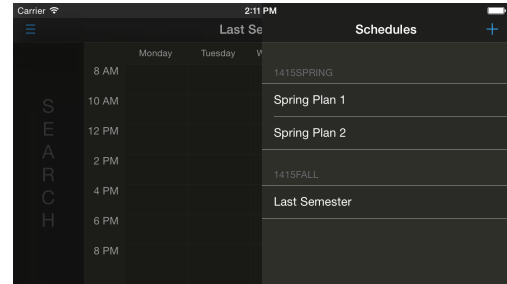 Carrier 2:11 PM
Last Se
Schedules
+
Monday Tuesday W
8 AM
10 AM
12 PM
2 PM
4 PM
6 PM
8 PM
SEARCH
1415SPRING
Spring Plan 1
Spring Plan 2
1415FALL
Last Semester